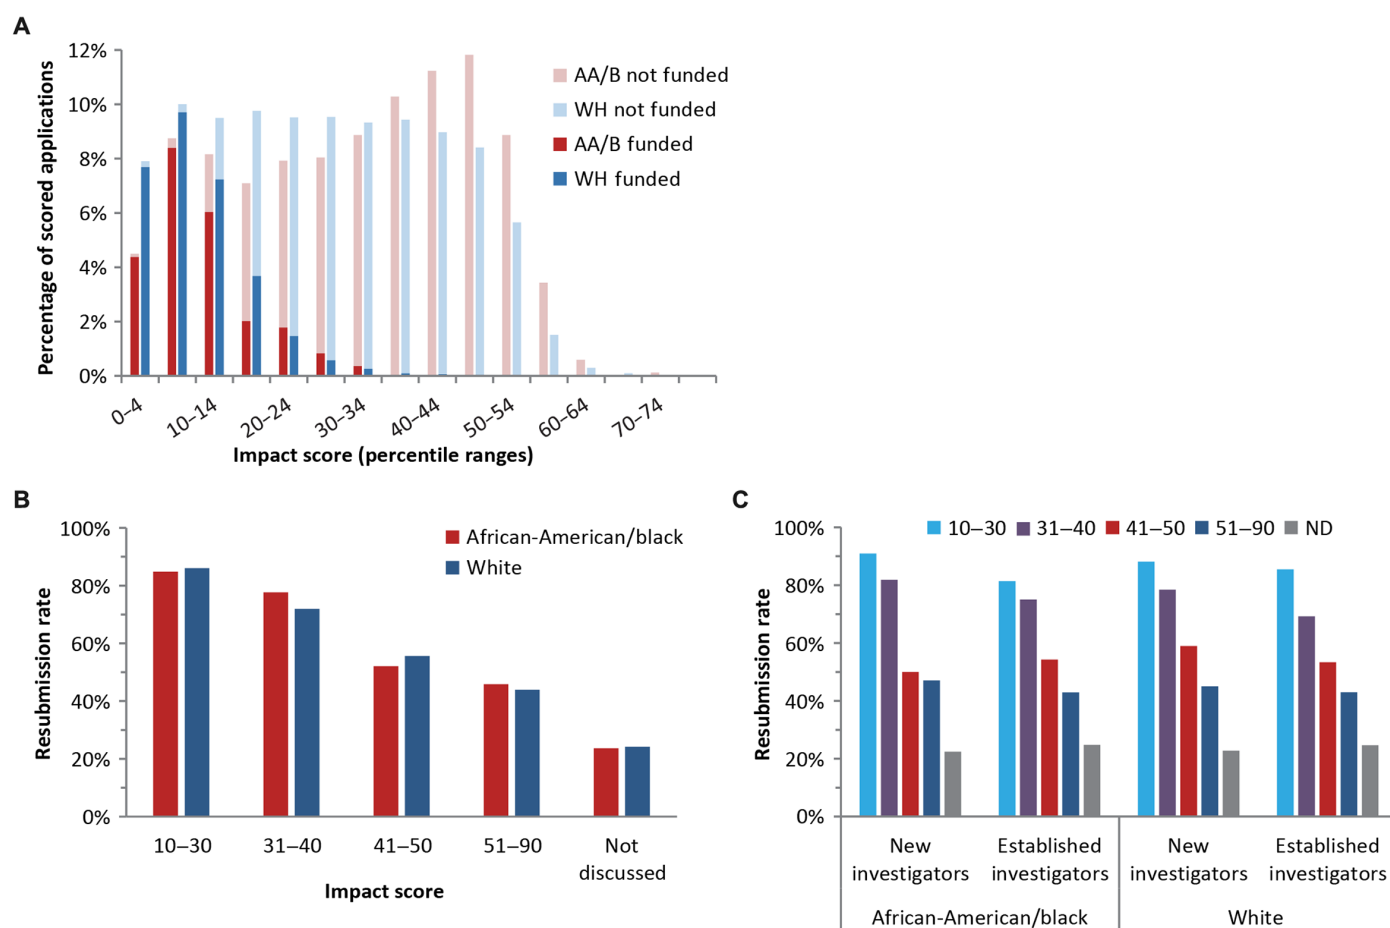 A
12%
10%
8%
6%
4%
2%
0%
Percentage of scored applications
AA/B not funded
WH not funded
AA/B funded
WH funded
0–4
10–14
20–24
30–34
40–44
50–54
60–64
70–74
Impact score (percentile ranges)
B
100%
80%
60%
40%
20%
0%
Resubmission rate
African-American/black
White
10–30
31–40
41–50
51–90
Not
discussed
Impact score
C
100%
80%
60%
40%
20%
0%
Resubmission rate
10–30 31–40 41–50 51–90 ND
New
investigators
Established
investigators
New
investigators
Established
investigators
African-American/black
White